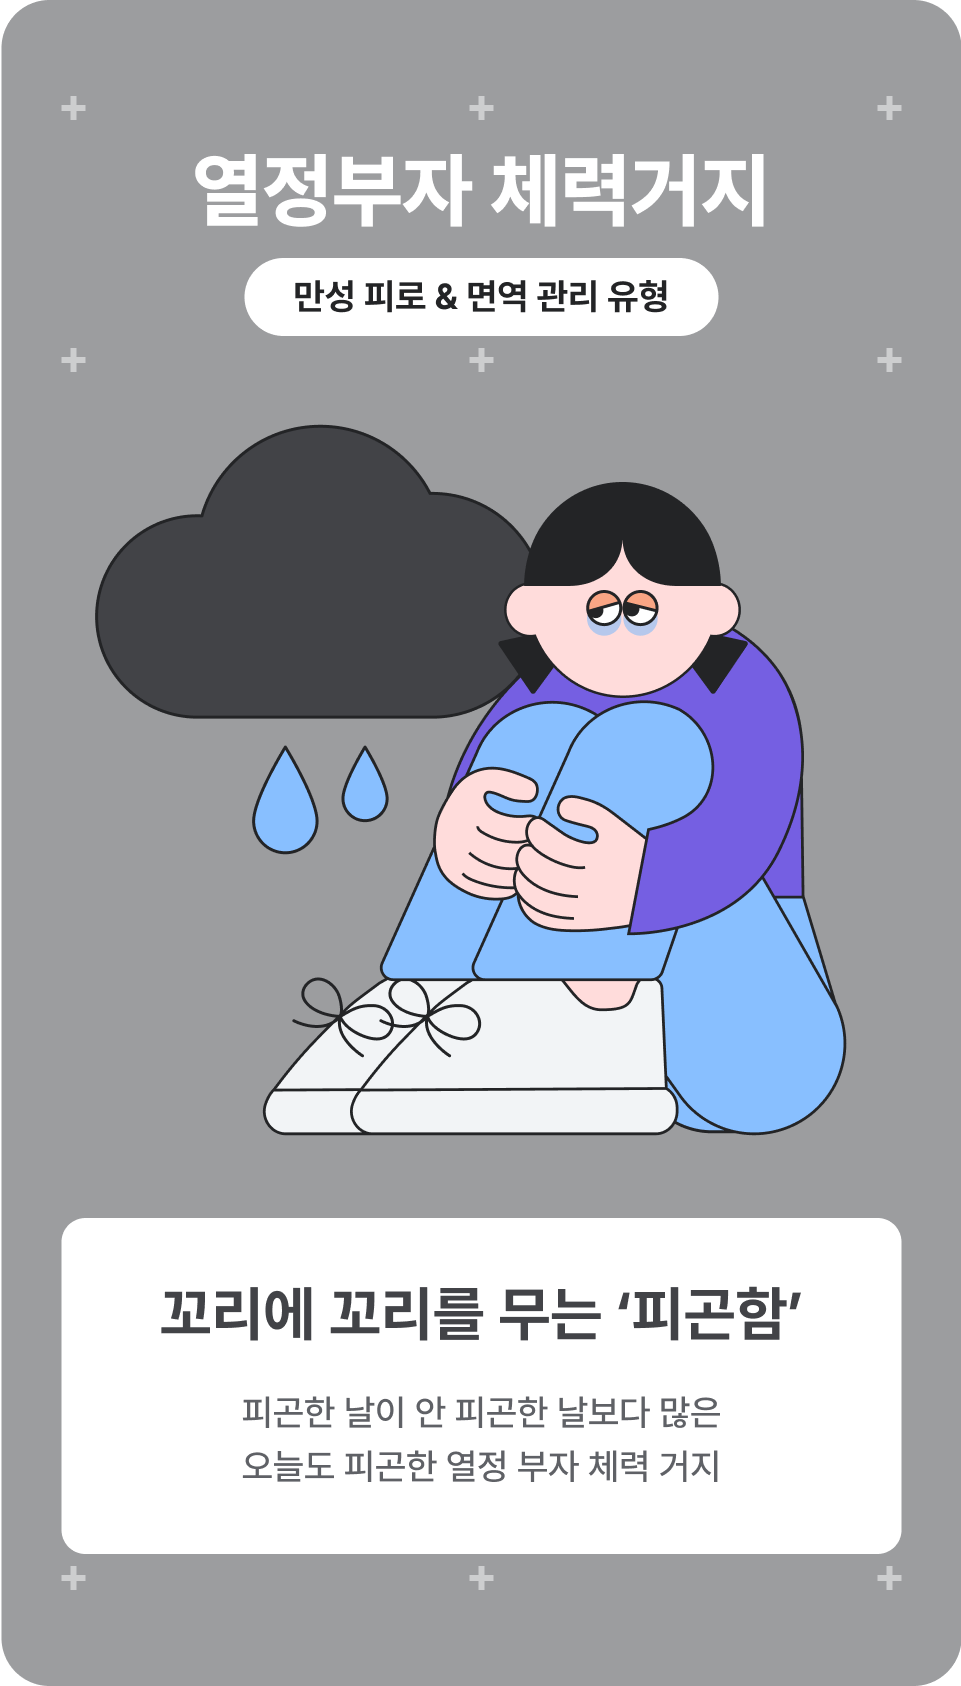 열정부자 체력거지
만성 피로 & 면역 관리 유형
꼬리에 꼬리를 무는 ‘피곤함’
피곤한 날이 안 피곤한 날보다 많은
오늘도 피곤한 열정 부자 체력 거지